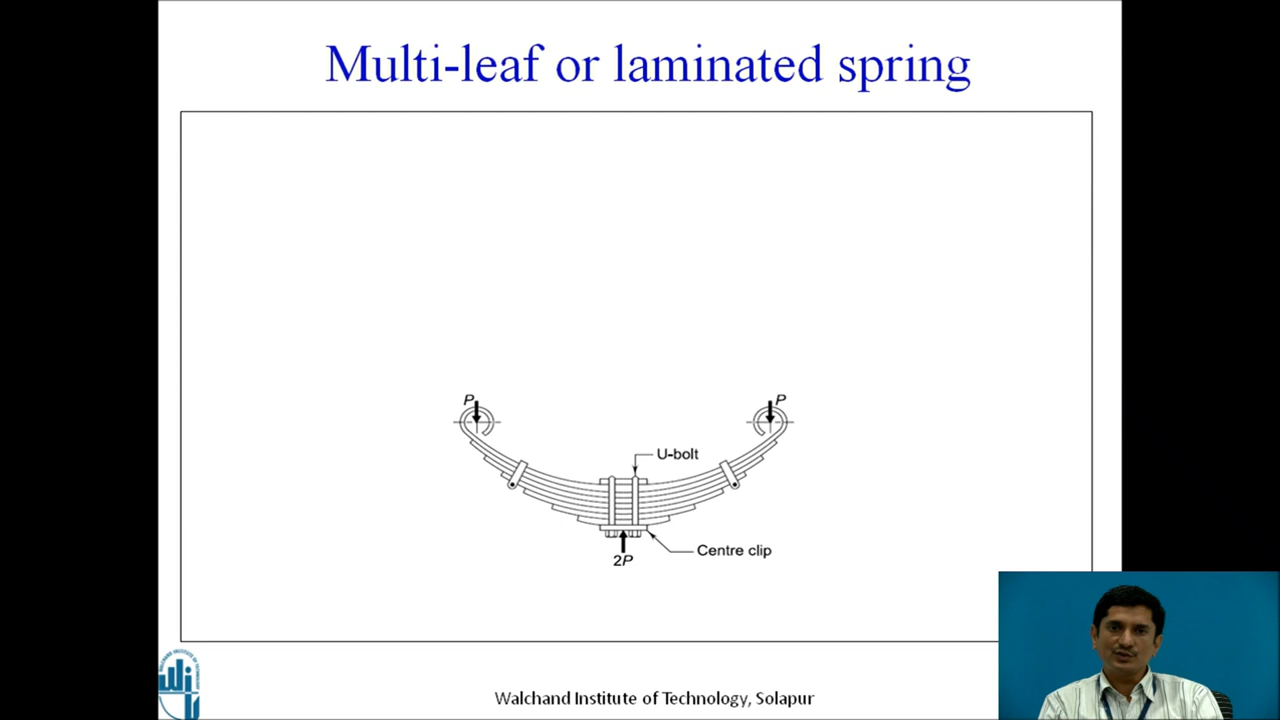 Multi-leaf or laminated spring
P
P
U-bolt
Centre clip
2P
Walchand Institute of Technology, Solapur